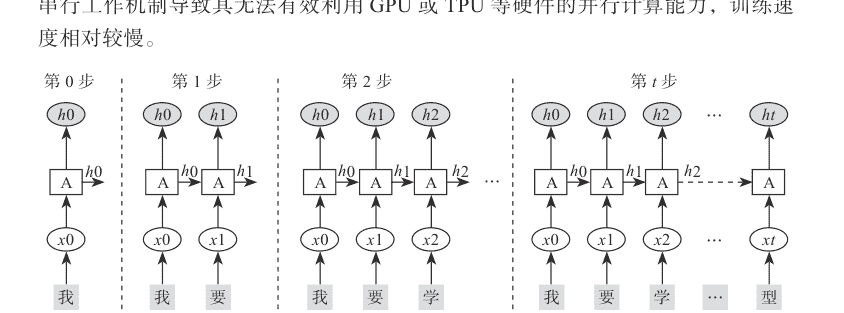 串行工作机制导致其无法有效利用 GPU 或 TPU 等硬件的并行计算能力，训练速
度相对较慢。
第 0 步 第 1 步 第 2 步 第 t 步
h0 h0 h1 h0 h1 h2 h0 h1 h2 … ht
h0 h0 h1 h0 h1 h2 h0 h1 h2
A A A A A A … A A A A
x0 x0 x1 x0 x1 x2 x0 x1 x2 … xt
我 我 要 我 要 学 我 要 学 … 型